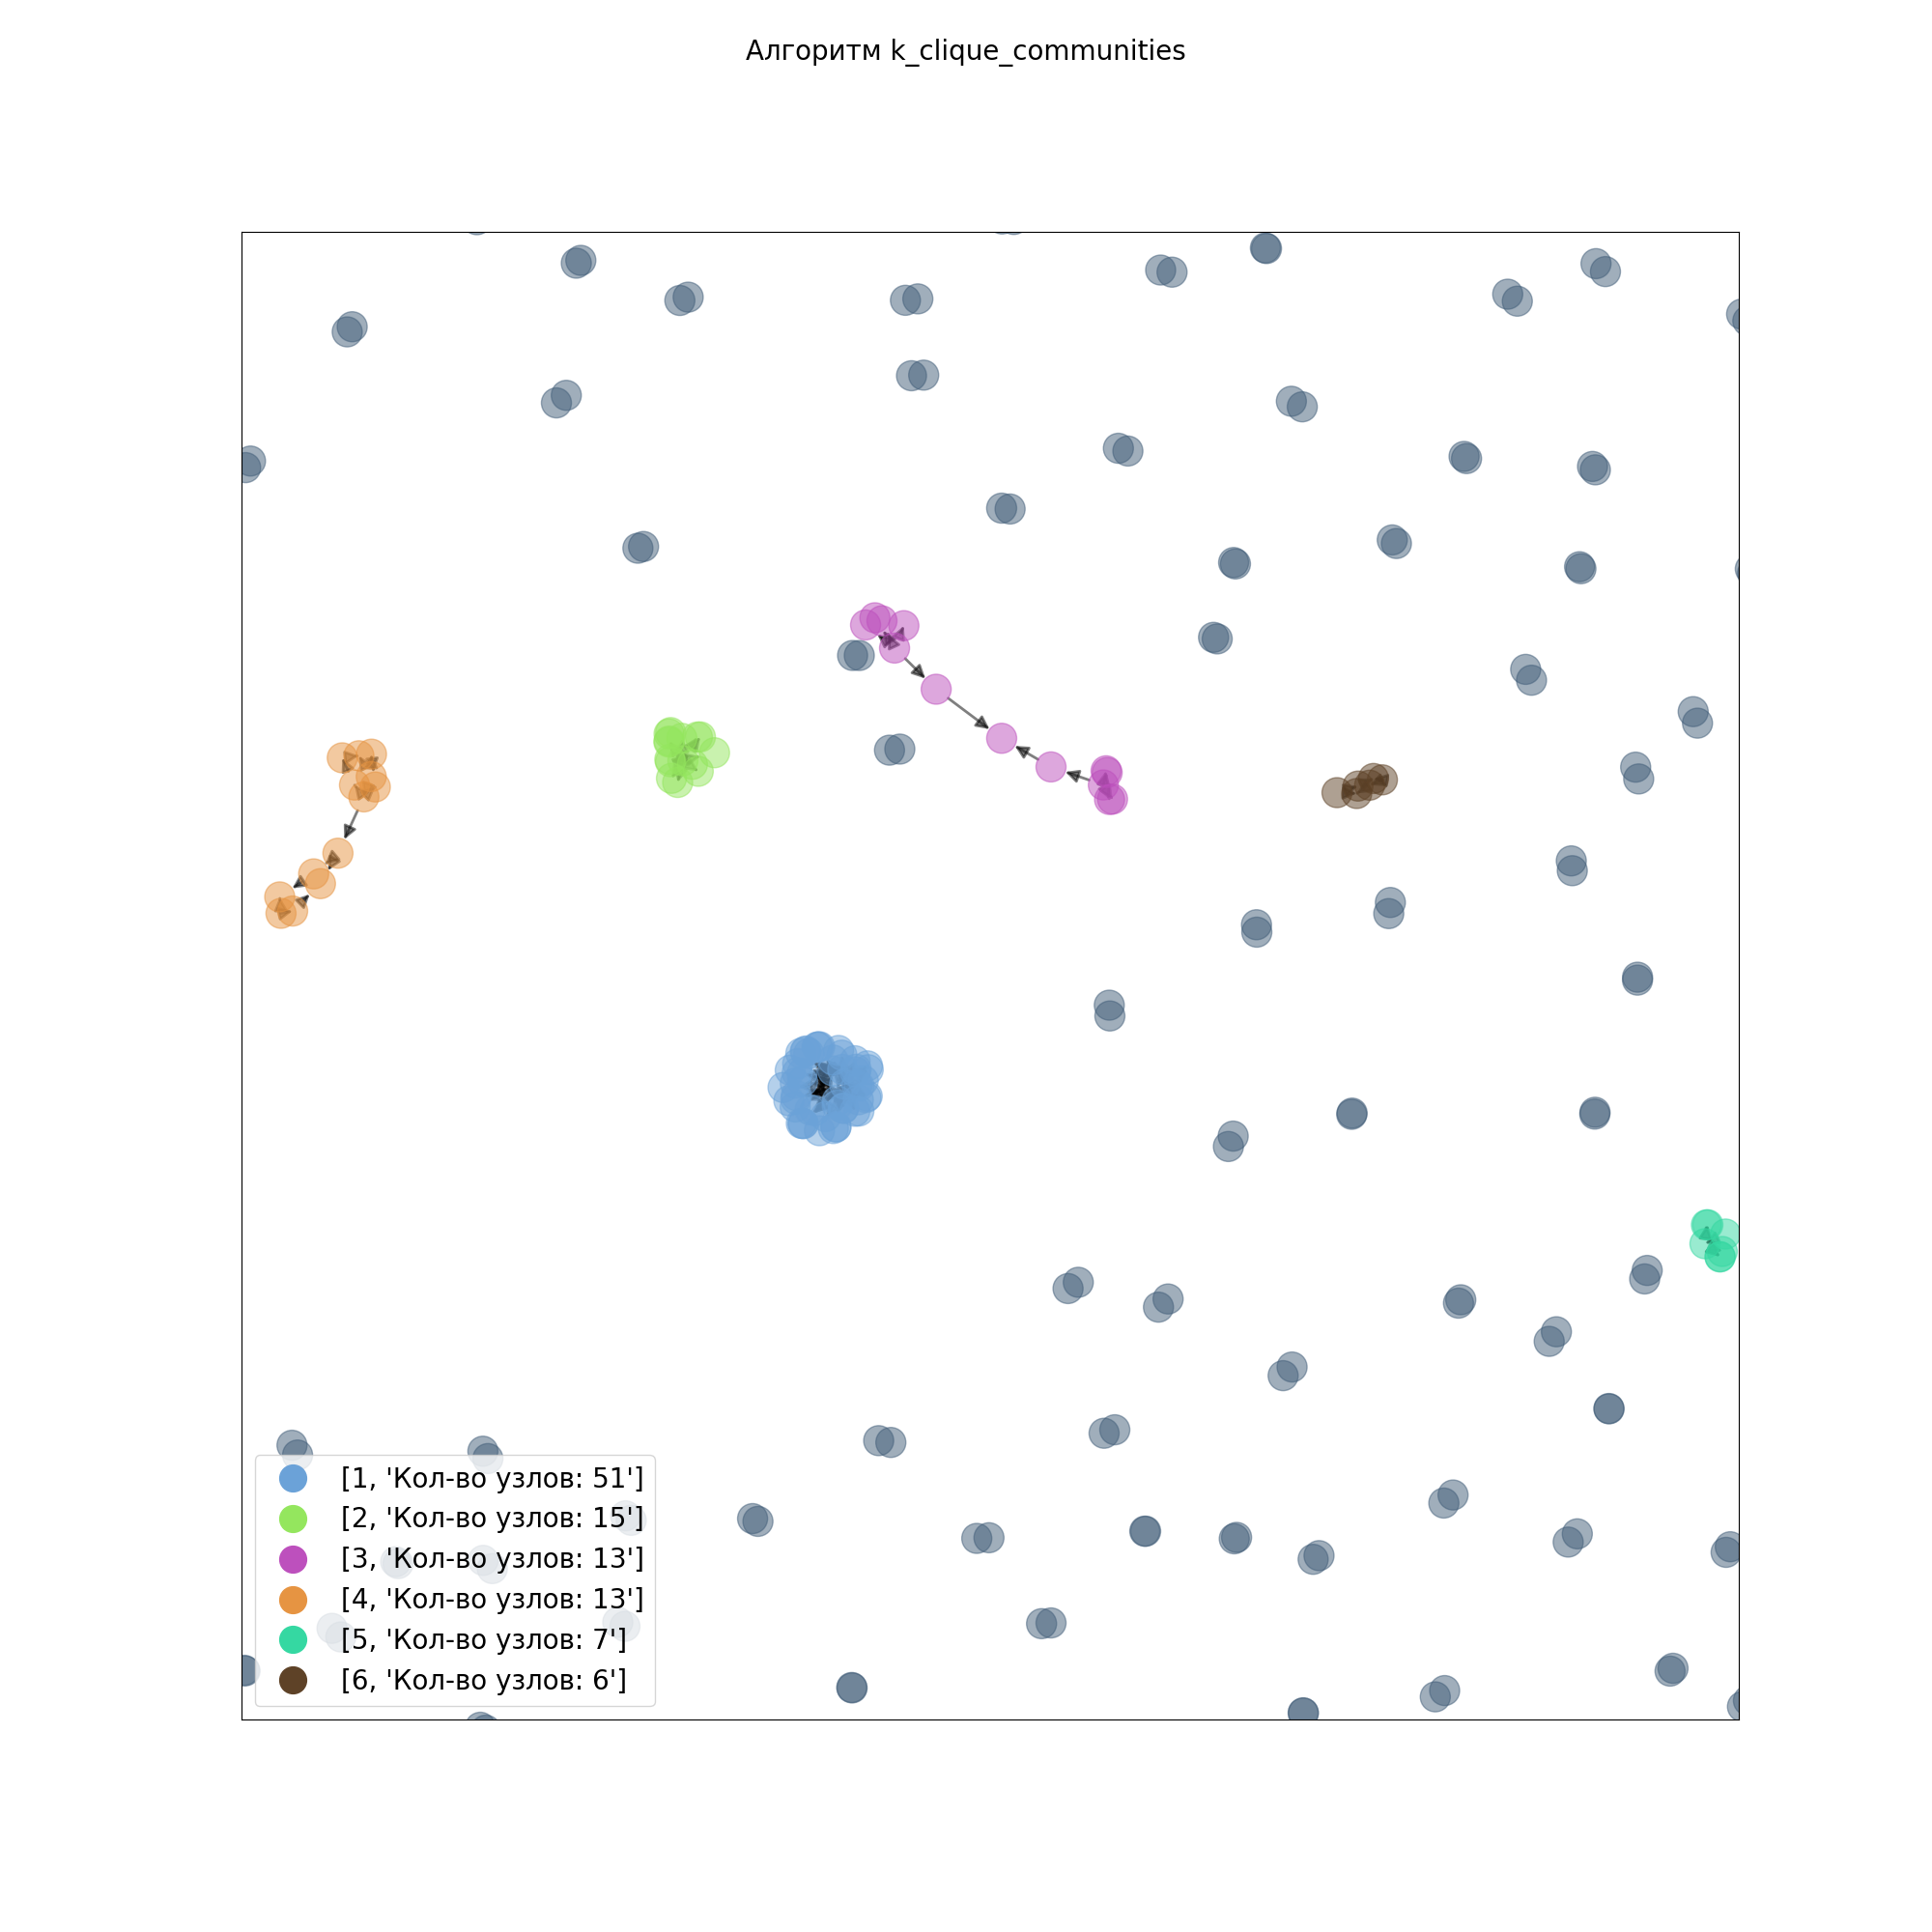 Алгоритм k_clique_communities
[1, 'Кол-во узлов: 51']
[2, 'Кол-во узлов: 15']
[3, 'Кол-во узлов: 13']
[4, 'Кол-во узлов: 13']
[5, 'Кол-во узлов: 7']
[6, 'Кол-во узлов: 6']